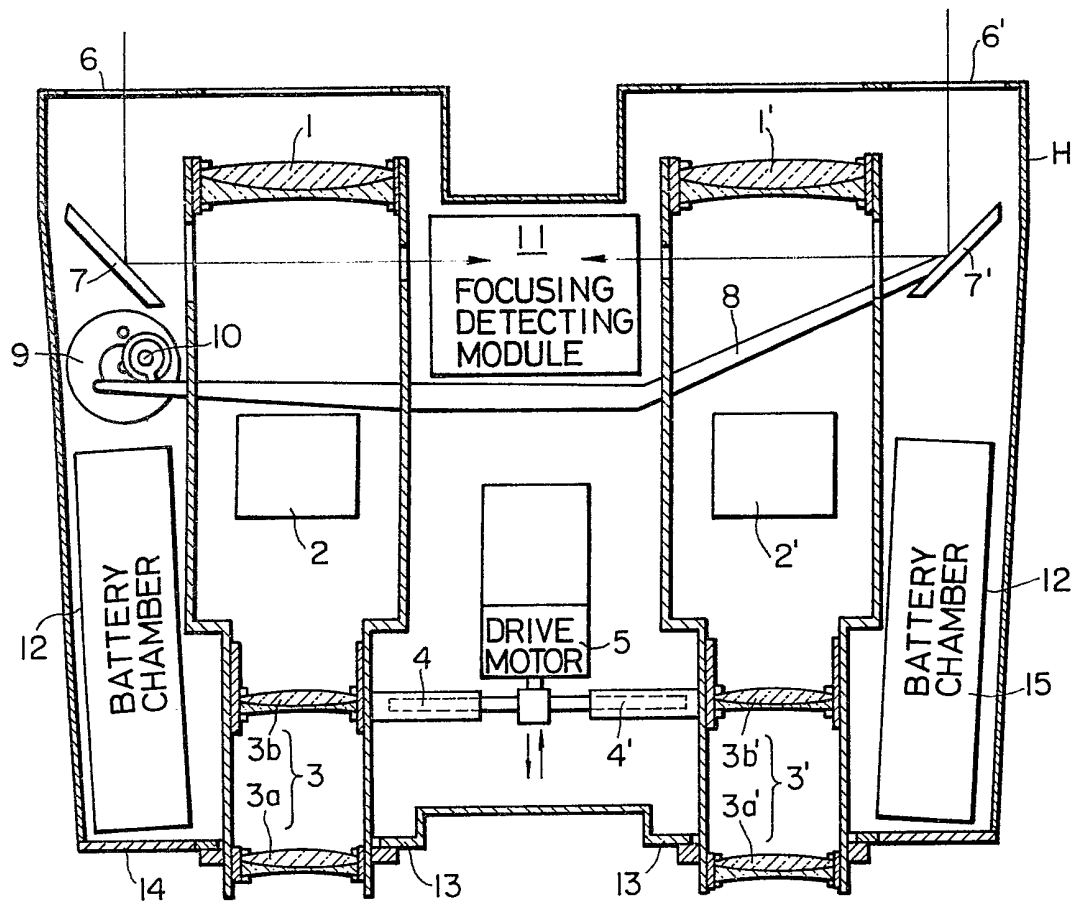 6
6'
1
1'
H
11
7
7'
FOCUSING
DETECTING
MODULE
8
9
10
2
2'
BATTERY
CHAMBER
12
DRIVE
MOTOR
5
BATTERY
CHAMBER
12
4
4'
15
3b
3
3a
3b'
3'
3a'
14
13
13